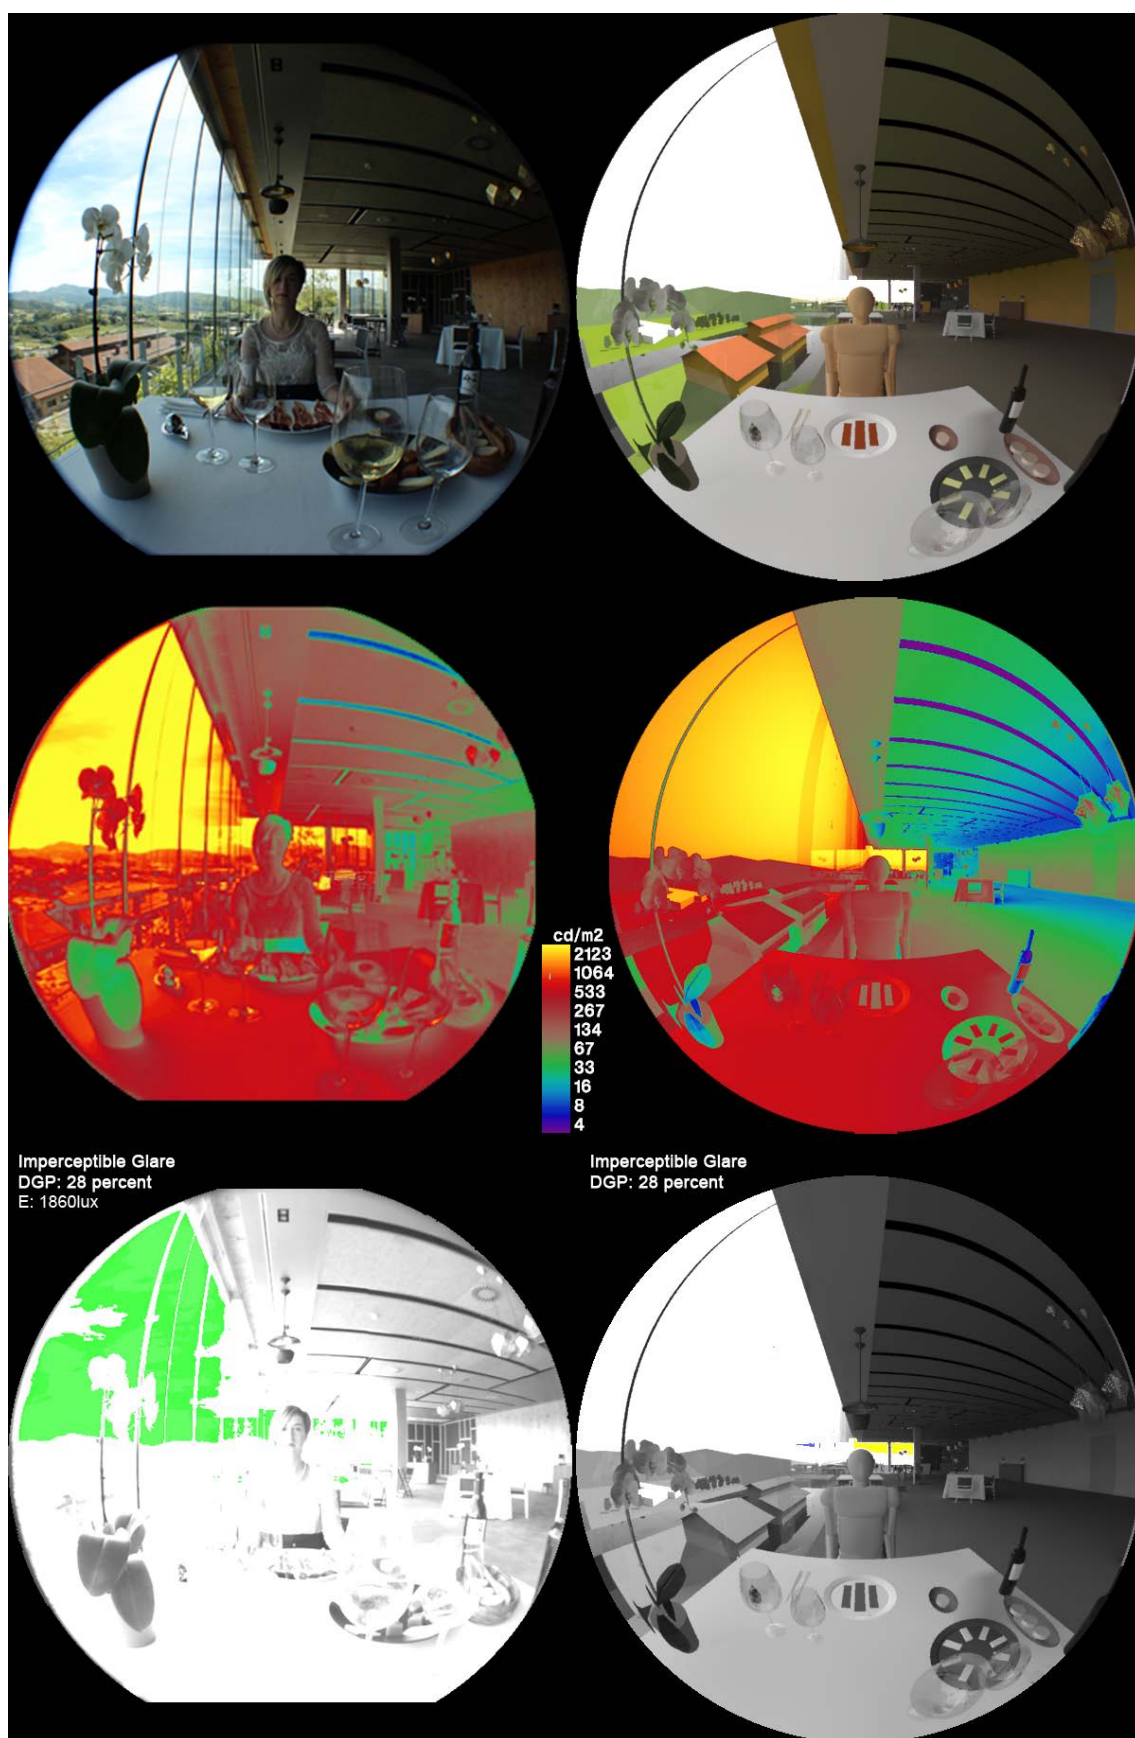 cd/m2
2123
1064
533
267
134
67
33
16
8
4
Imperceptible Glare
DGP: 28 percent
E: 1860lux
Imperceptible Glare
DGP: 28 percent